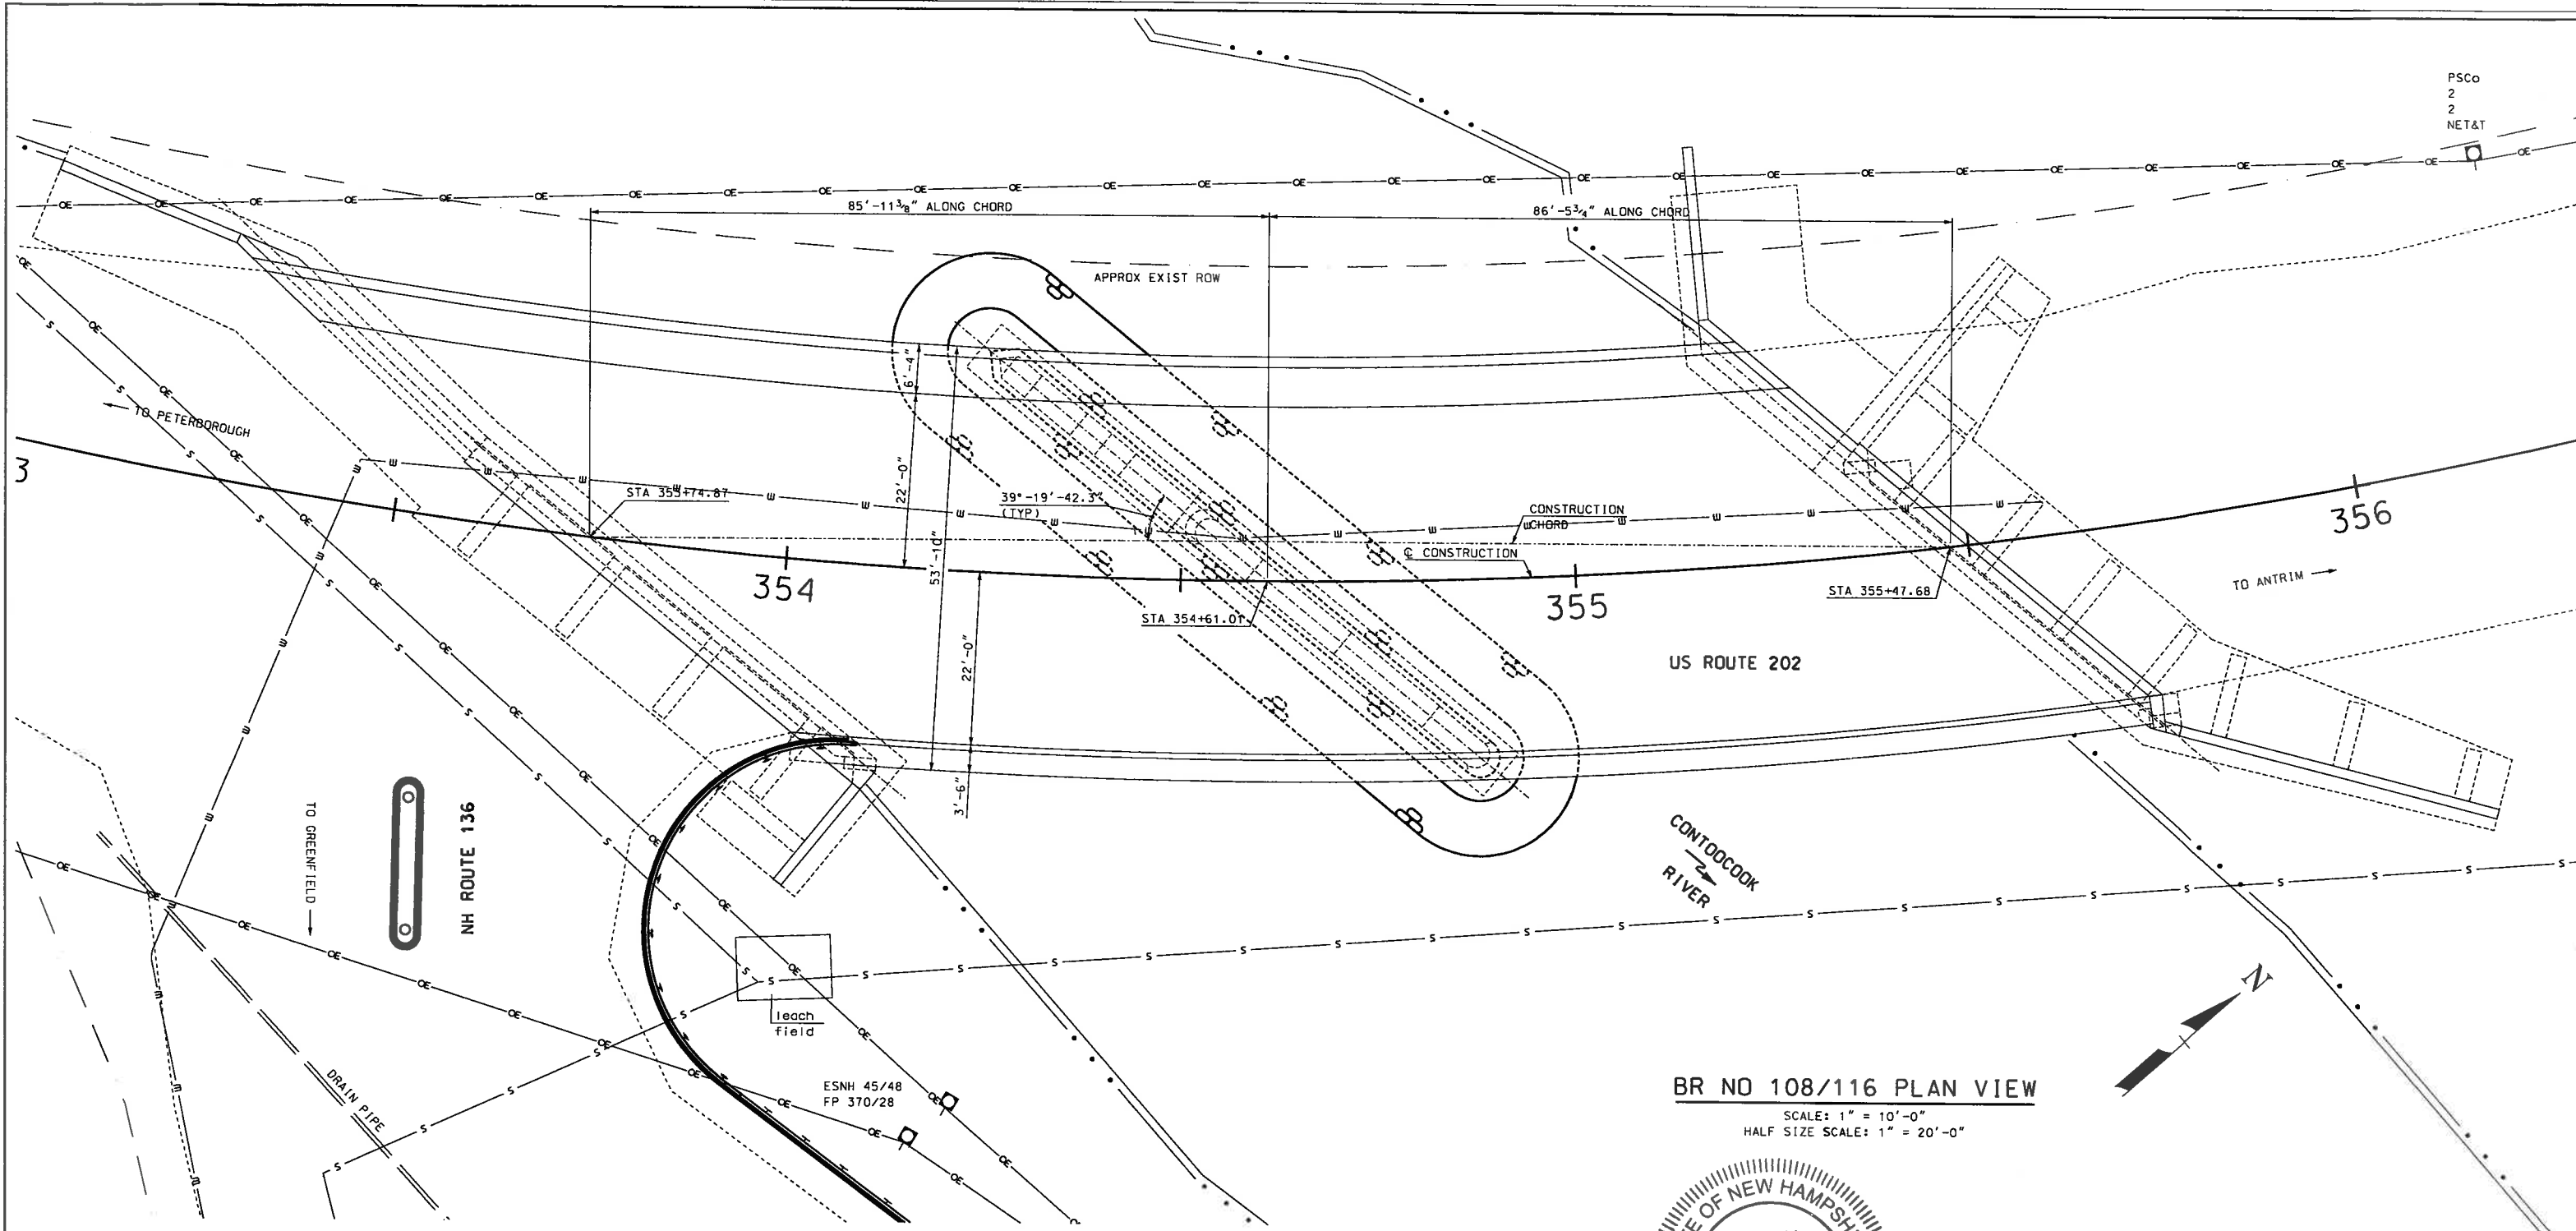 PSCo
2
2
NET&T
85'-11 3/8" ALONG CHORD
86'-5 3/4" ALONG CHORD
APPROX EXIST ROW
6'-4"
TO PETERBOROUGH
3
22'-0"
STA 353+74.87
39°-19'-42.3"
(TYP)
CONSTRUCTION
CHORD
℄ CONSTRUCTION
53'-10"
354
355
356
STA 354+61.01
STA 355+47.68
TO ANTRIM
22'-0"
US ROUTE 202
3'-6"
TO GREENFIELD
NH ROUTE 136
CONTOOCOOK
RIVER
leach
field
N
DRAIN PIPE
ESNH 45/48
FP 370/28
BR NO 108/116 PLAN VIEW
SCALE: 1" = 10'-0"
HALF SIZE SCALE: 1" = 20'-0"
OF NEW HAMPSH